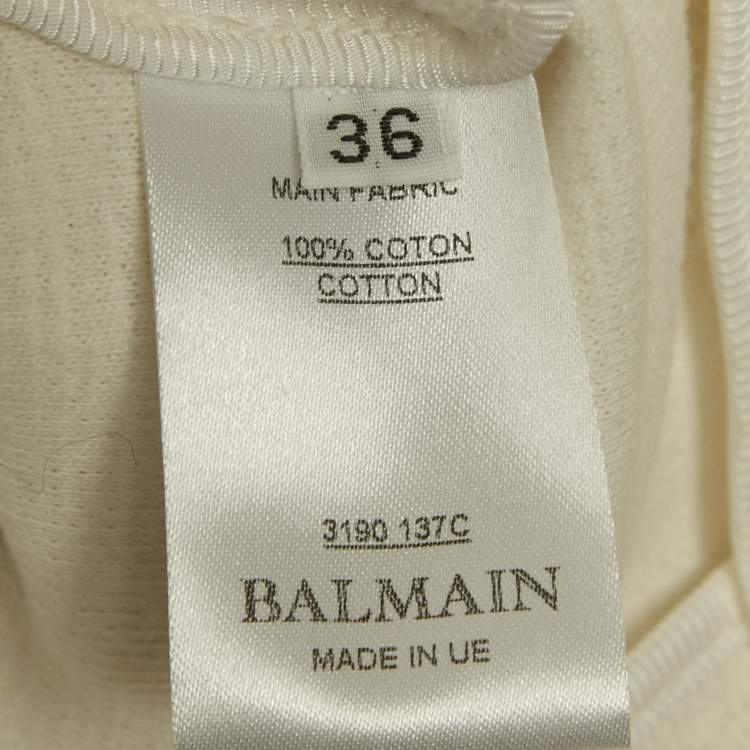 36
MAIN FABRIC
100% COTON
COTTON
3190 137C
BALMAIN
MADE IN UE